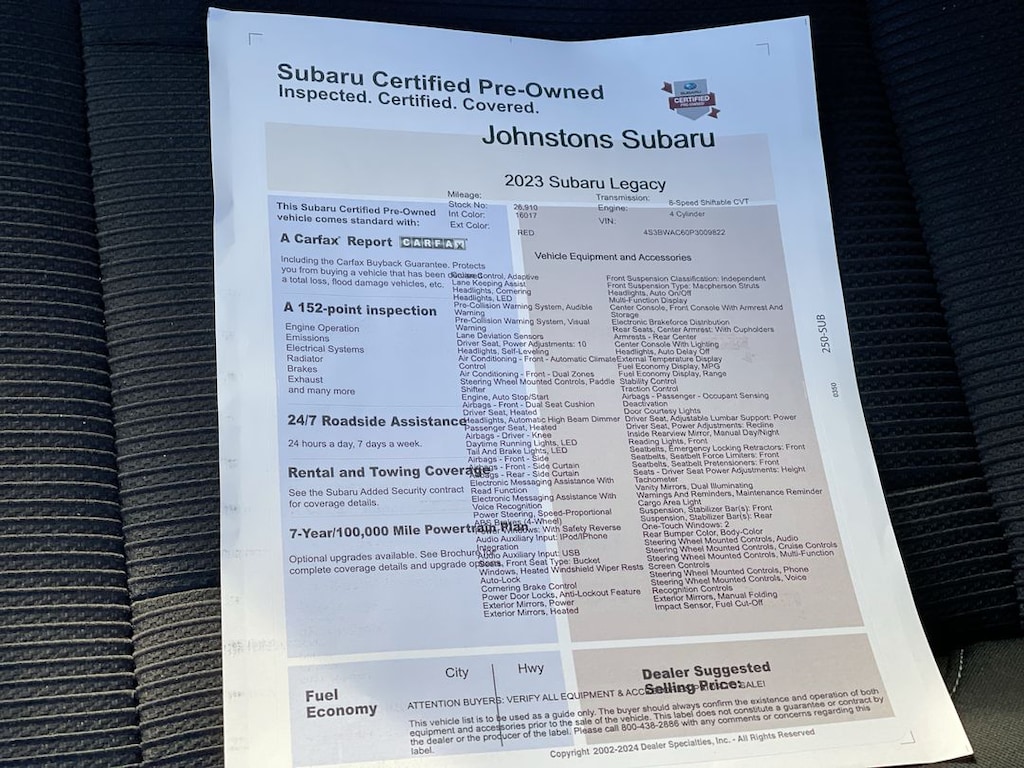 Subaru Certified Pre-Owned
Inspected. Certified. Covered.
CERTIFIED
PRE-OWNED
Johnstons Subaru
2023 Subaru Legacy
Mileage: 26,910
Stock No: 16017
Int Color:
Ext Color: RED
Transmission: 8-Speed Shiftable CVT
Engine: 4 Cylinder
VIN: 4S3BWAC60P3009822
This Subaru Certified Pre-Owned
vehicle comes standard with:
A Carfax® Report CARFAX
Including the Carfax Buyback Guarantee. Protects
you from buying a vehicle that has been
a total loss, flood damage vehicles, etc.
A 152-point inspection
Engine Operation
Emissions
Electrical Systems
Radiator
Brakes
Exhaust
and many more
24/7 Roadside Assistance
24 hours a day, 7 days a week.
Rental and Towing Coverage
See the Subaru Added Security contract
for coverage details.
7-Year/100,000 Mile Powertrain Plan
Optional upgrades available. See Brochure for
complete coverage details and upgrade options.
Vehicle Equipment and Accessories
Cruise Control, Adaptive
Lane Keeping Assist
Headlights, Cornering
Headlights, LED
Pre-Collision Warning System, Audible
Warning
Pre-Collision Warning System, Visual
Warning
Lane Deviation Sensors
Driver Seat, Power Adjustments: 10
Headlights, Self-Leveling
Air Conditioning - Front - Automatic Climate
Control
Air Conditioning - Front - Dual Zones
Steering Wheel Mounted Controls, Paddle
Shifter
Engine, Auto Stop/Start
Airbags - Front - Dual Seat Cushion
Driver Seat, Heated
Headlights, Automatic High Beam Dimmer
Passenger Seat, Heated
Airbags - Driver - Knee
Daytime Running Lights, LED
Tail And Brake Lights, LED
Airbags - Front - Side
Airbags - Front - Side Curtain
Airbags - Rear - Side Curtain
Electronic Messaging Assistance With
Read Function
Electronic Messaging Assistance With
Voice Recognition
Power Steering, Speed-Proportional
ABS Brakes (4-Wheel)
Power Windows: With Safety Reverse
Audio Auxiliary Input: IPod/IPhone
Integration
Audio Auxiliary Input: USB
Seats, Front Seat Type: Bucket
Windows, Heated Windshield Wiper Rests
Auto-Lock
Cornering Brake Control
Power Door Locks, Anti-Lockout Feature
Exterior Mirrors, Power
Exterior Mirrors, Heated
Front Suspension Classification: Independent
Front Suspension Type: Macpherson Struts
Headlights, Auto On/Off
Multi-Function Display
Center Console, Front Console With Armrest And
Storage
Electronic Brakeforce Distribution
Rear Seats, Center Armrest: With Cupholders
Armrests - Rear Center
Center Console With Lighting
Headlights, Auto Delay Off
External Temperature Display
Fuel Economy Display, MPG
Fuel Economy Display, Range
Stability Control
Traction Control
Airbags - Passenger - Occupant Sensing
Deactivation
Door Courtesy Lights
Driver Seat, Adjustable Lumbar Support: Power
Driver Seat, Power Adjustments: Recline
Inside Rearview Mirror, Manual Day/Night
Reading Lights, Front
Seatbelts, Emergency Locking Retractors: Front
Seatbelts, Seatbelt Force Limiters: Front
Seatbelts, Seatbelt Pretensioners: Front
Seats - Driver Seat Power Adjustments: Height
Tachometer
Vanity Mirrors, Dual Illuminating
Warnings And Reminders, Maintenance Reminder
Cargo Area Light
Suspension, Stabilizer Bar(s): Front
Suspension, Stabilizer Bar(s): Rear
One-Touch Windows: 2
Rear Bumper Color, Body-Color
Steering Wheel Mounted Controls, Audio
Steering Wheel Mounted Controls, Cruise Controls
Steering Wheel Mounted Controls, Multi-Function
Screen Controls
Steering Wheel Mounted Controls, Phone
Steering Wheel Mounted Controls, Voice
Recognition Controls
Exterior Mirrors, Manual Folding
Impact Sensor, Fuel Cut-Off
250-SUB
0350
Fuel
Economy
City
Hwy
Dealer Suggested
Selling Price:
ATTENTION BUYERS: VERIFY ALL EQUIPMENT & ACCESSORIES PRIOR TO SALE!
This vehicle list is to be used as a guide only. The buyer should always confirm the existence and operation of both
equipment and accessories prior to the sale of the vehicle. This label does not constitute a guarantee or contract by
the dealer or the producer of the label. Please call 800-438-2886 with any comments or concerns regarding this
label.
Copyright 2002-2024 Dealer Specialties, Inc. - All Rights Reserved